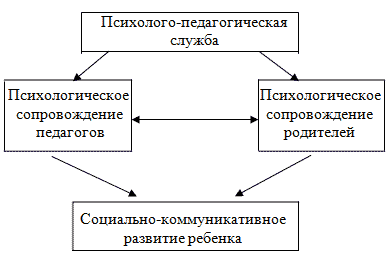 Психолого-педагогическая
служба
Психологическое
сопровождение
педагогов
Психологическое
сопровождение
родителей
Социально-коммуникативное
развитие ребенка